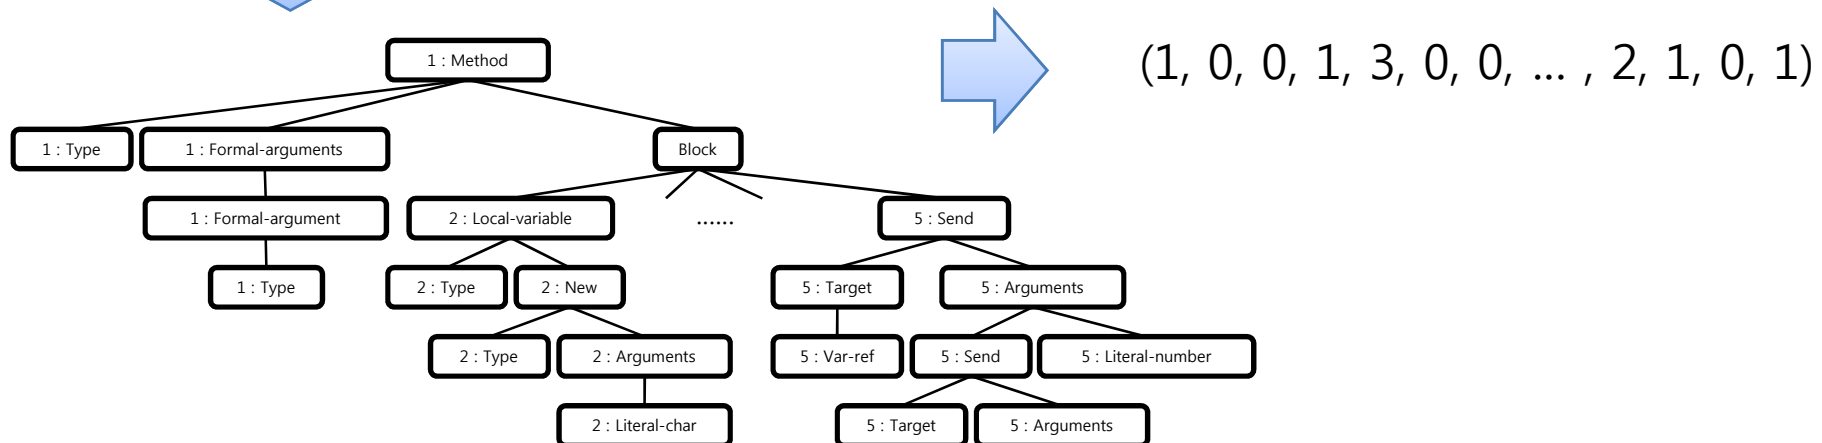 1 : Method
(1, 0, 0, 1, 3, 0, 0, ... , 2, 1, 0, 1)
1 : Type
1 : Formal-arguments
Block
1 : Formal-argument
2 : Local-variable
......
5 : Send
1 : Type
2 : Type
2 : New
5 : Target
5 : Arguments
2 : Type
2 : Arguments
5 : Var-ref
5 : Send
5 : Literal-number
2 : Literal-char
5 : Target
5 : Arguments